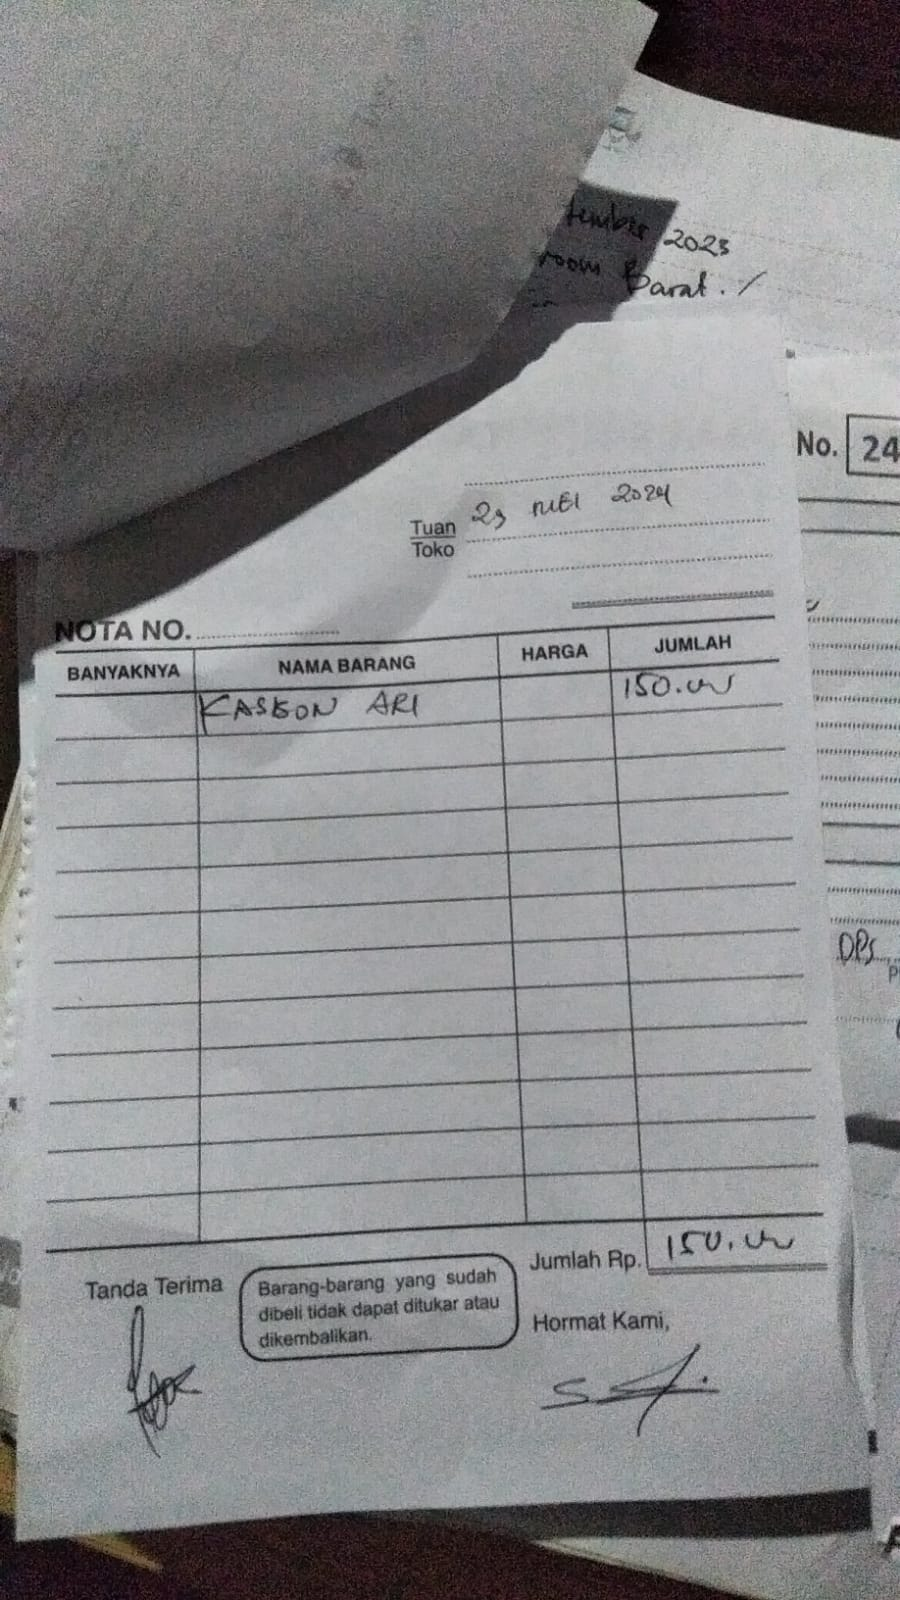 2023
room Barat. /
No. 24
Tuan
Toko
23 MEI 2024
NOTA NO.
BANYAKNYA NAMA BARANG HARGA JUMLAH
KASBON ARI 150.000
DPS
Jumlah Rp. 150.000
Tanda Terima
Barang-barang yang sudah
dibeli tidak dapat ditukar atau
dikembalikan.
Hormat Kami,